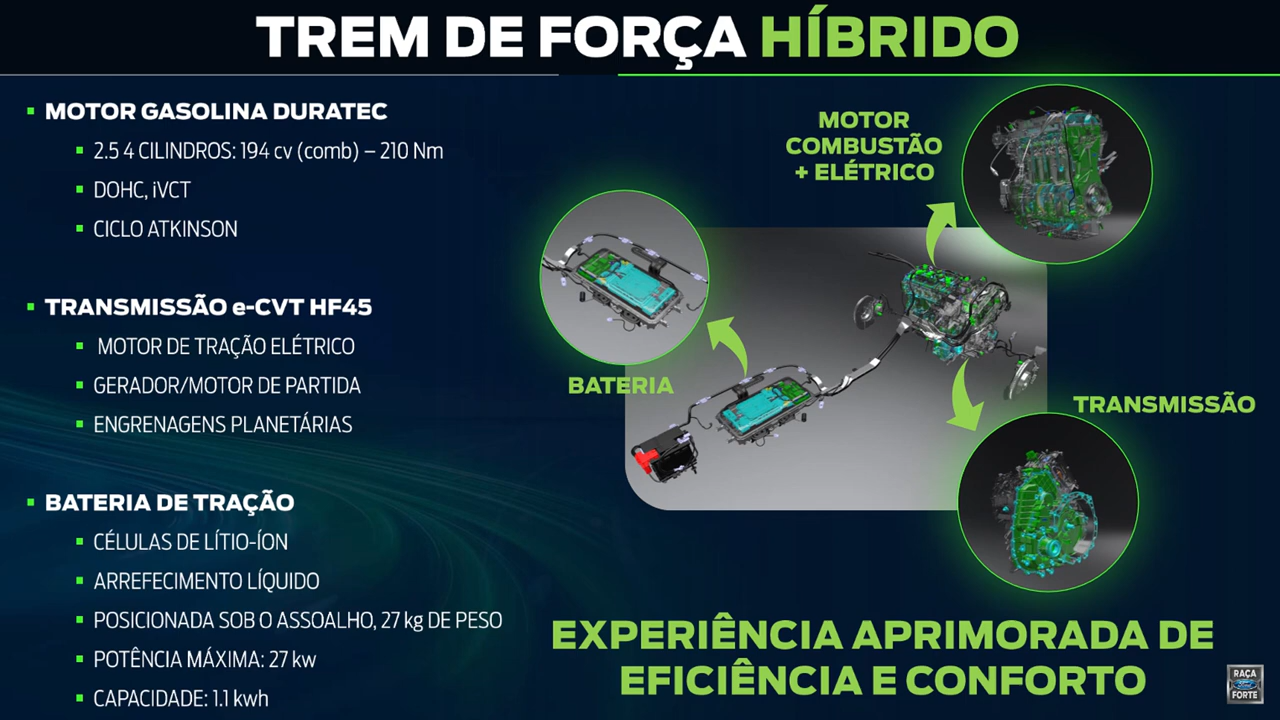 TREM DE FORÇA HÍBRIDO
MOTOR GASOLINA DURATEC
2.5 4 CILINDROS: 194 cv (comb) – 210 Nm
DOHC, iVCT
CICLO ATKINSON
TRANSMISSÃO e-CVT HF45
MOTOR DE TRAÇÃO ELÉTRICO
GERADOR/MOTOR DE PARTIDA
ENGRENAGENS PLANETÁRIAS
BATERIA DE TRAÇÃO
CÉLULAS DE LÍTIO-ÍON
ARREFECIMENTO LÍQUIDO
POSICIONADA SOB O ASSOALHO, 27 kg DE PESO
POTÊNCIA MÁXIMA: 27 kw
CAPACIDADE: 1.1 kwh
MOTOR
COMBUSTÃO
+ ELÉTRICO
BATERIA
TRANSMISSÃO
EXPERIÊNCIA APRIMORADA DE
EFICIÊNCIA E CONFORTO
RAÇA
Ford
FORTE